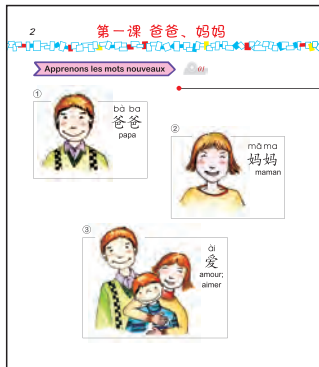 2
第一课 爸爸、妈妈
Apprenons les mots nouveaux
01
①
bà ba
爸爸
papa
②
mā ma
妈妈
maman
③
ài
爱
amour;
aimer